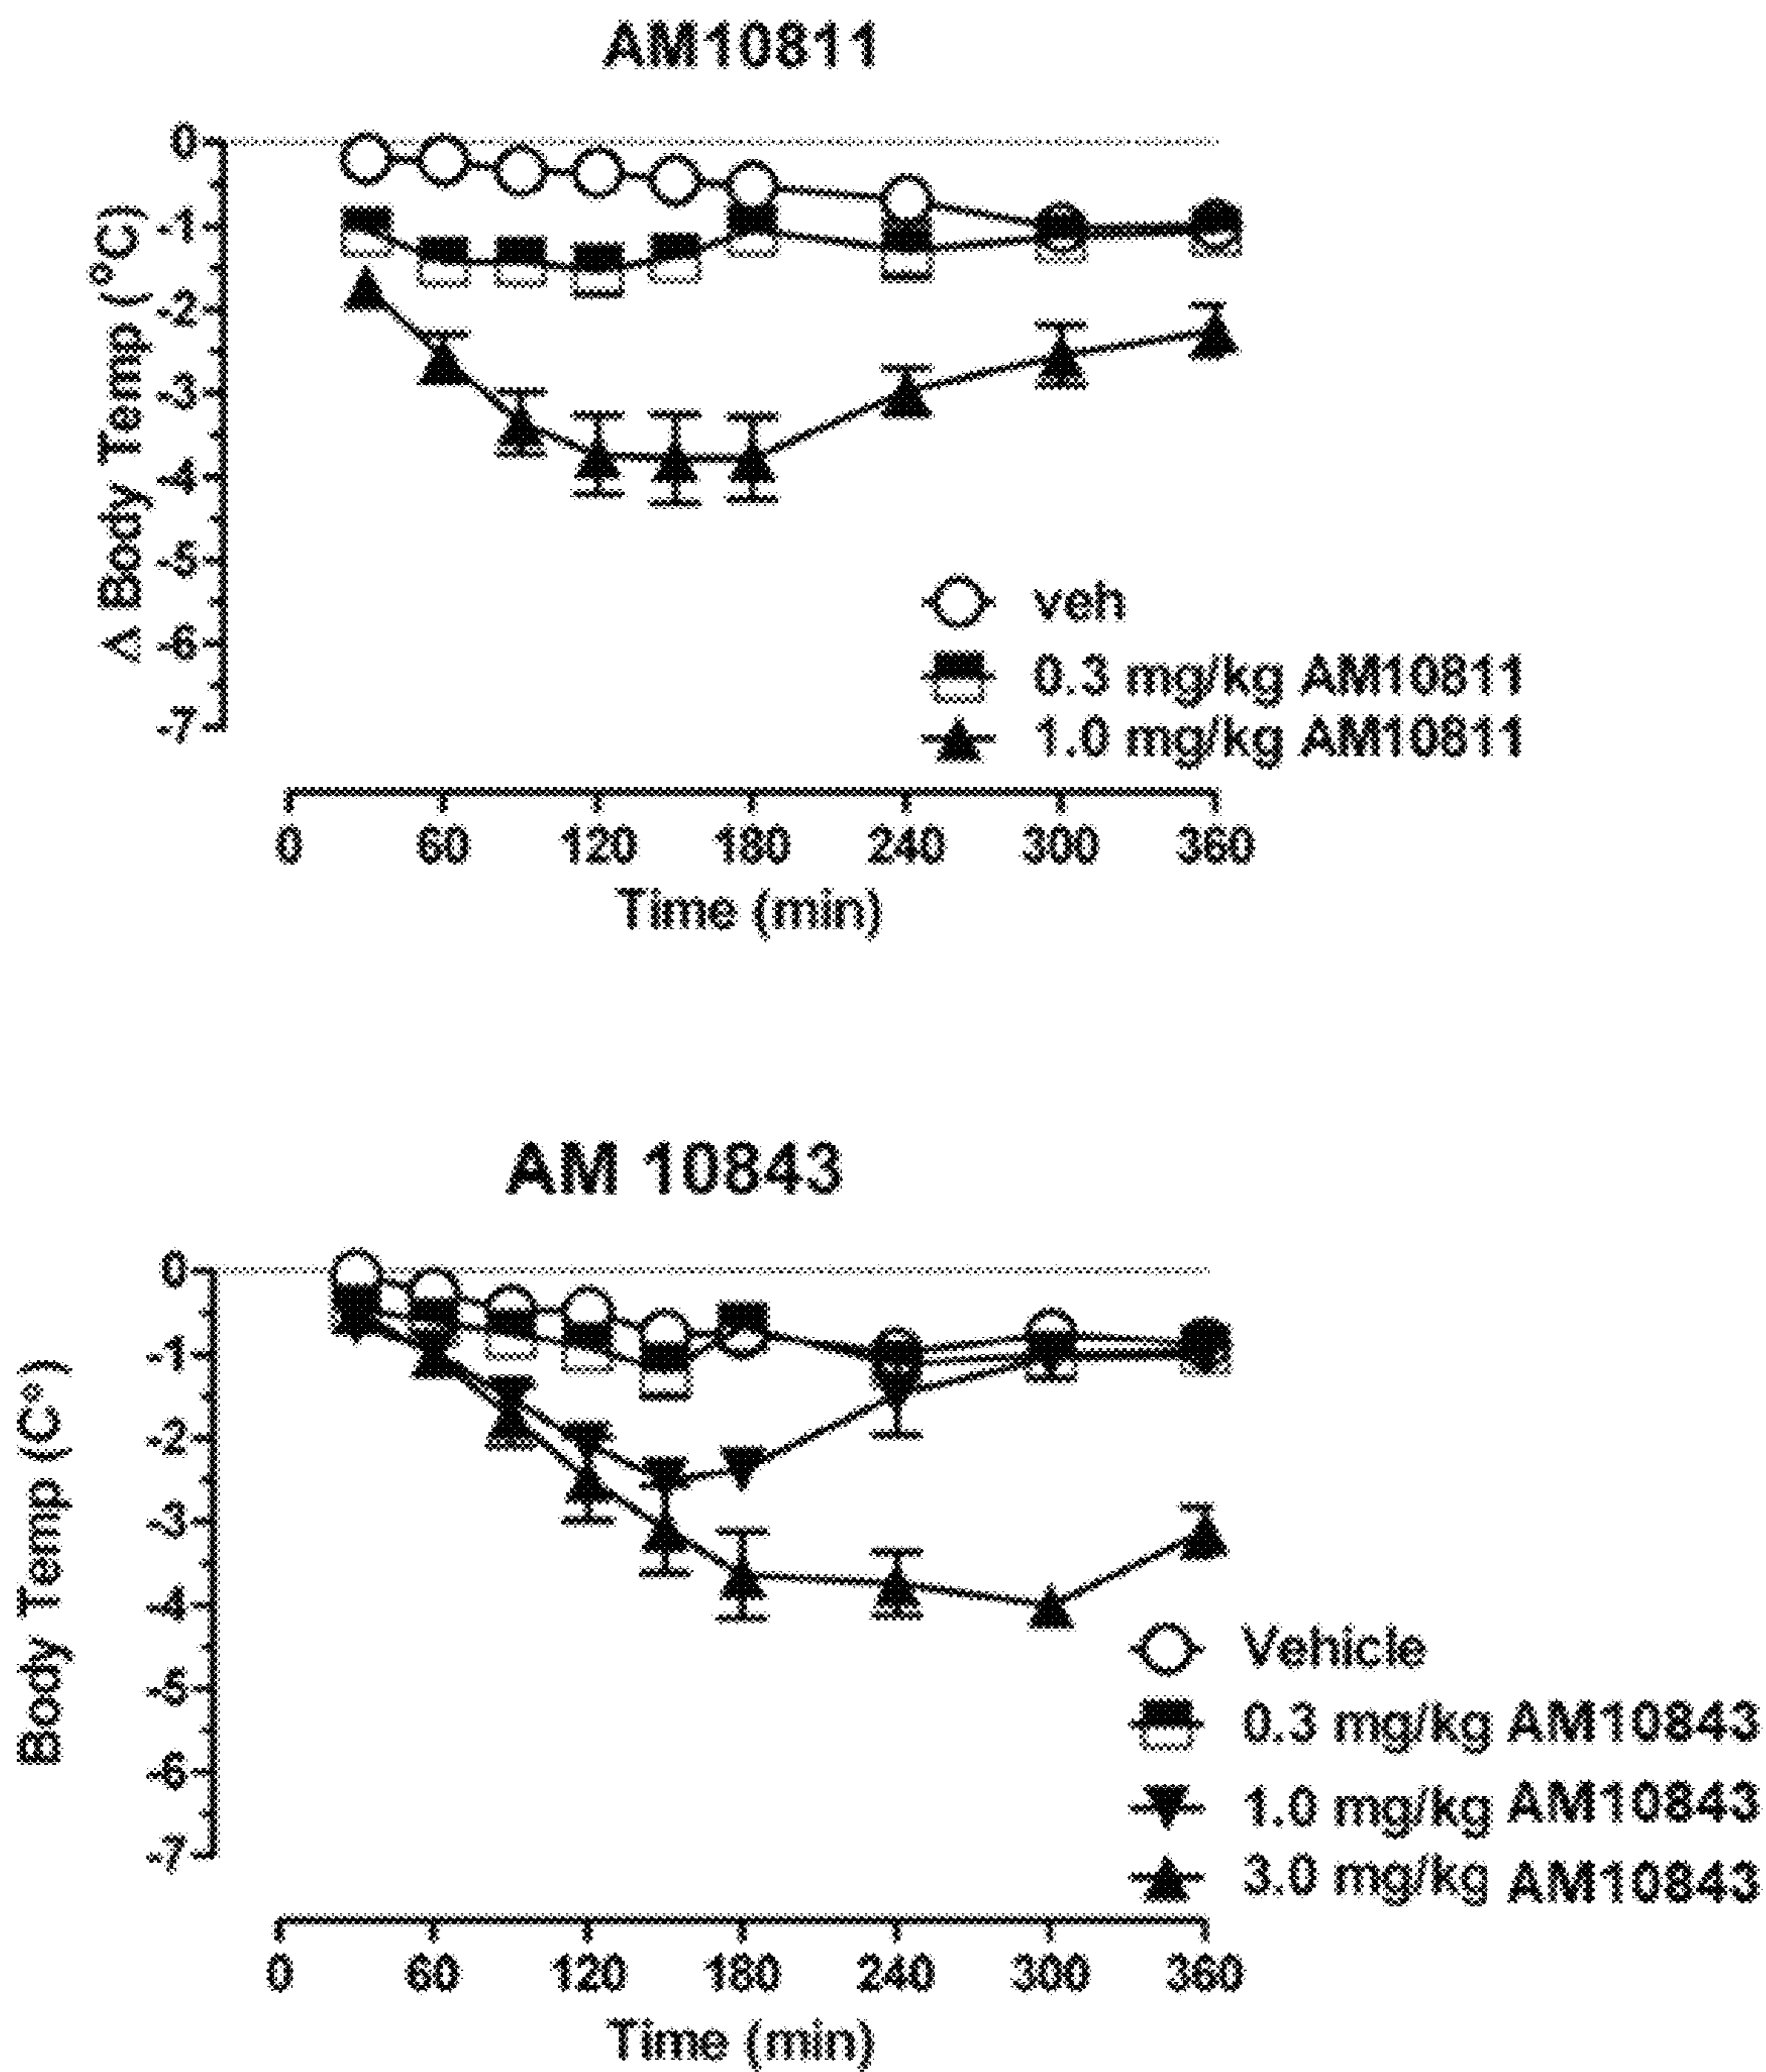 AM10811
0
-1
-2
-3
-4
-5
-6
-7
Δ Body Temp (°C)
veh
0.3 mg/kg AM10811
1.0 mg/kg AM10811
0 60 120 180 240 300 360
Time (min)
AM 10843
0
-1
-2
-3
-4
-5
-6
-7
Body Temp (C°)
Vehicle
0.3 mg/kg AM10843
1.0 mg/kg AM10843
3.0 mg/kg AM10843
0 60 120 180 240 300 360
Time (min)